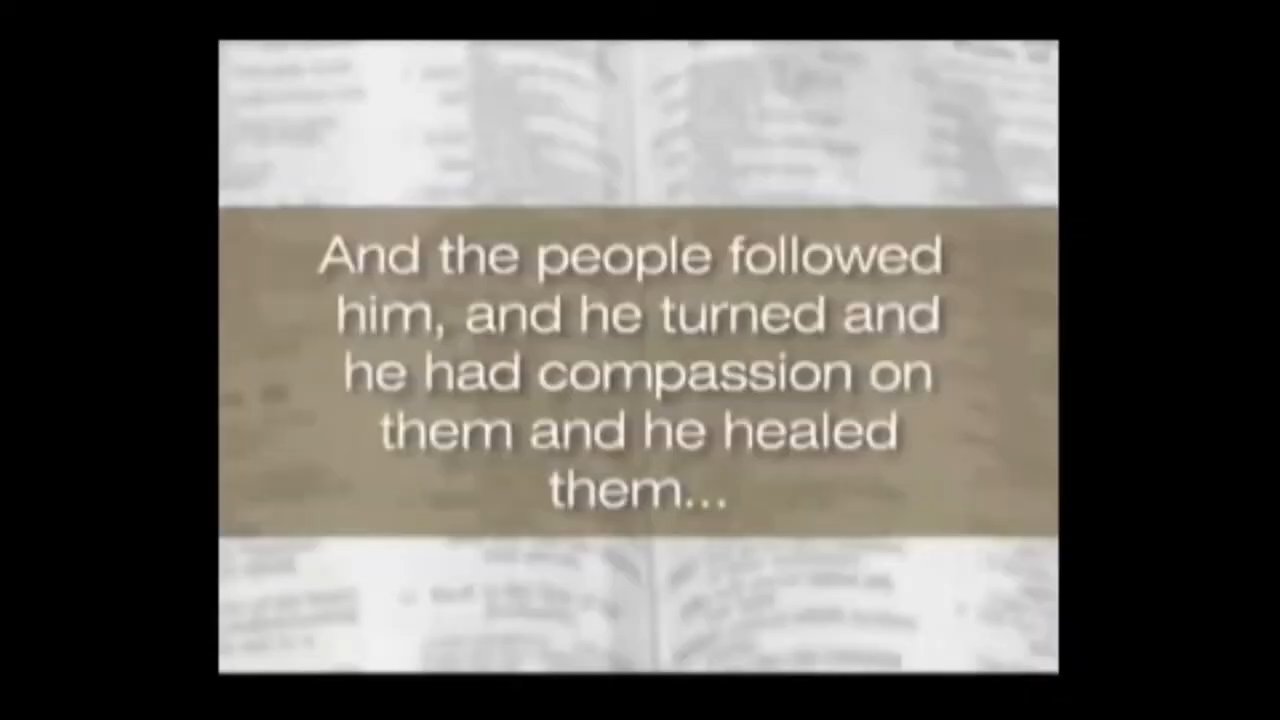 And the people followed
him, and he turned and
he had compassion on
them and he healed
them...